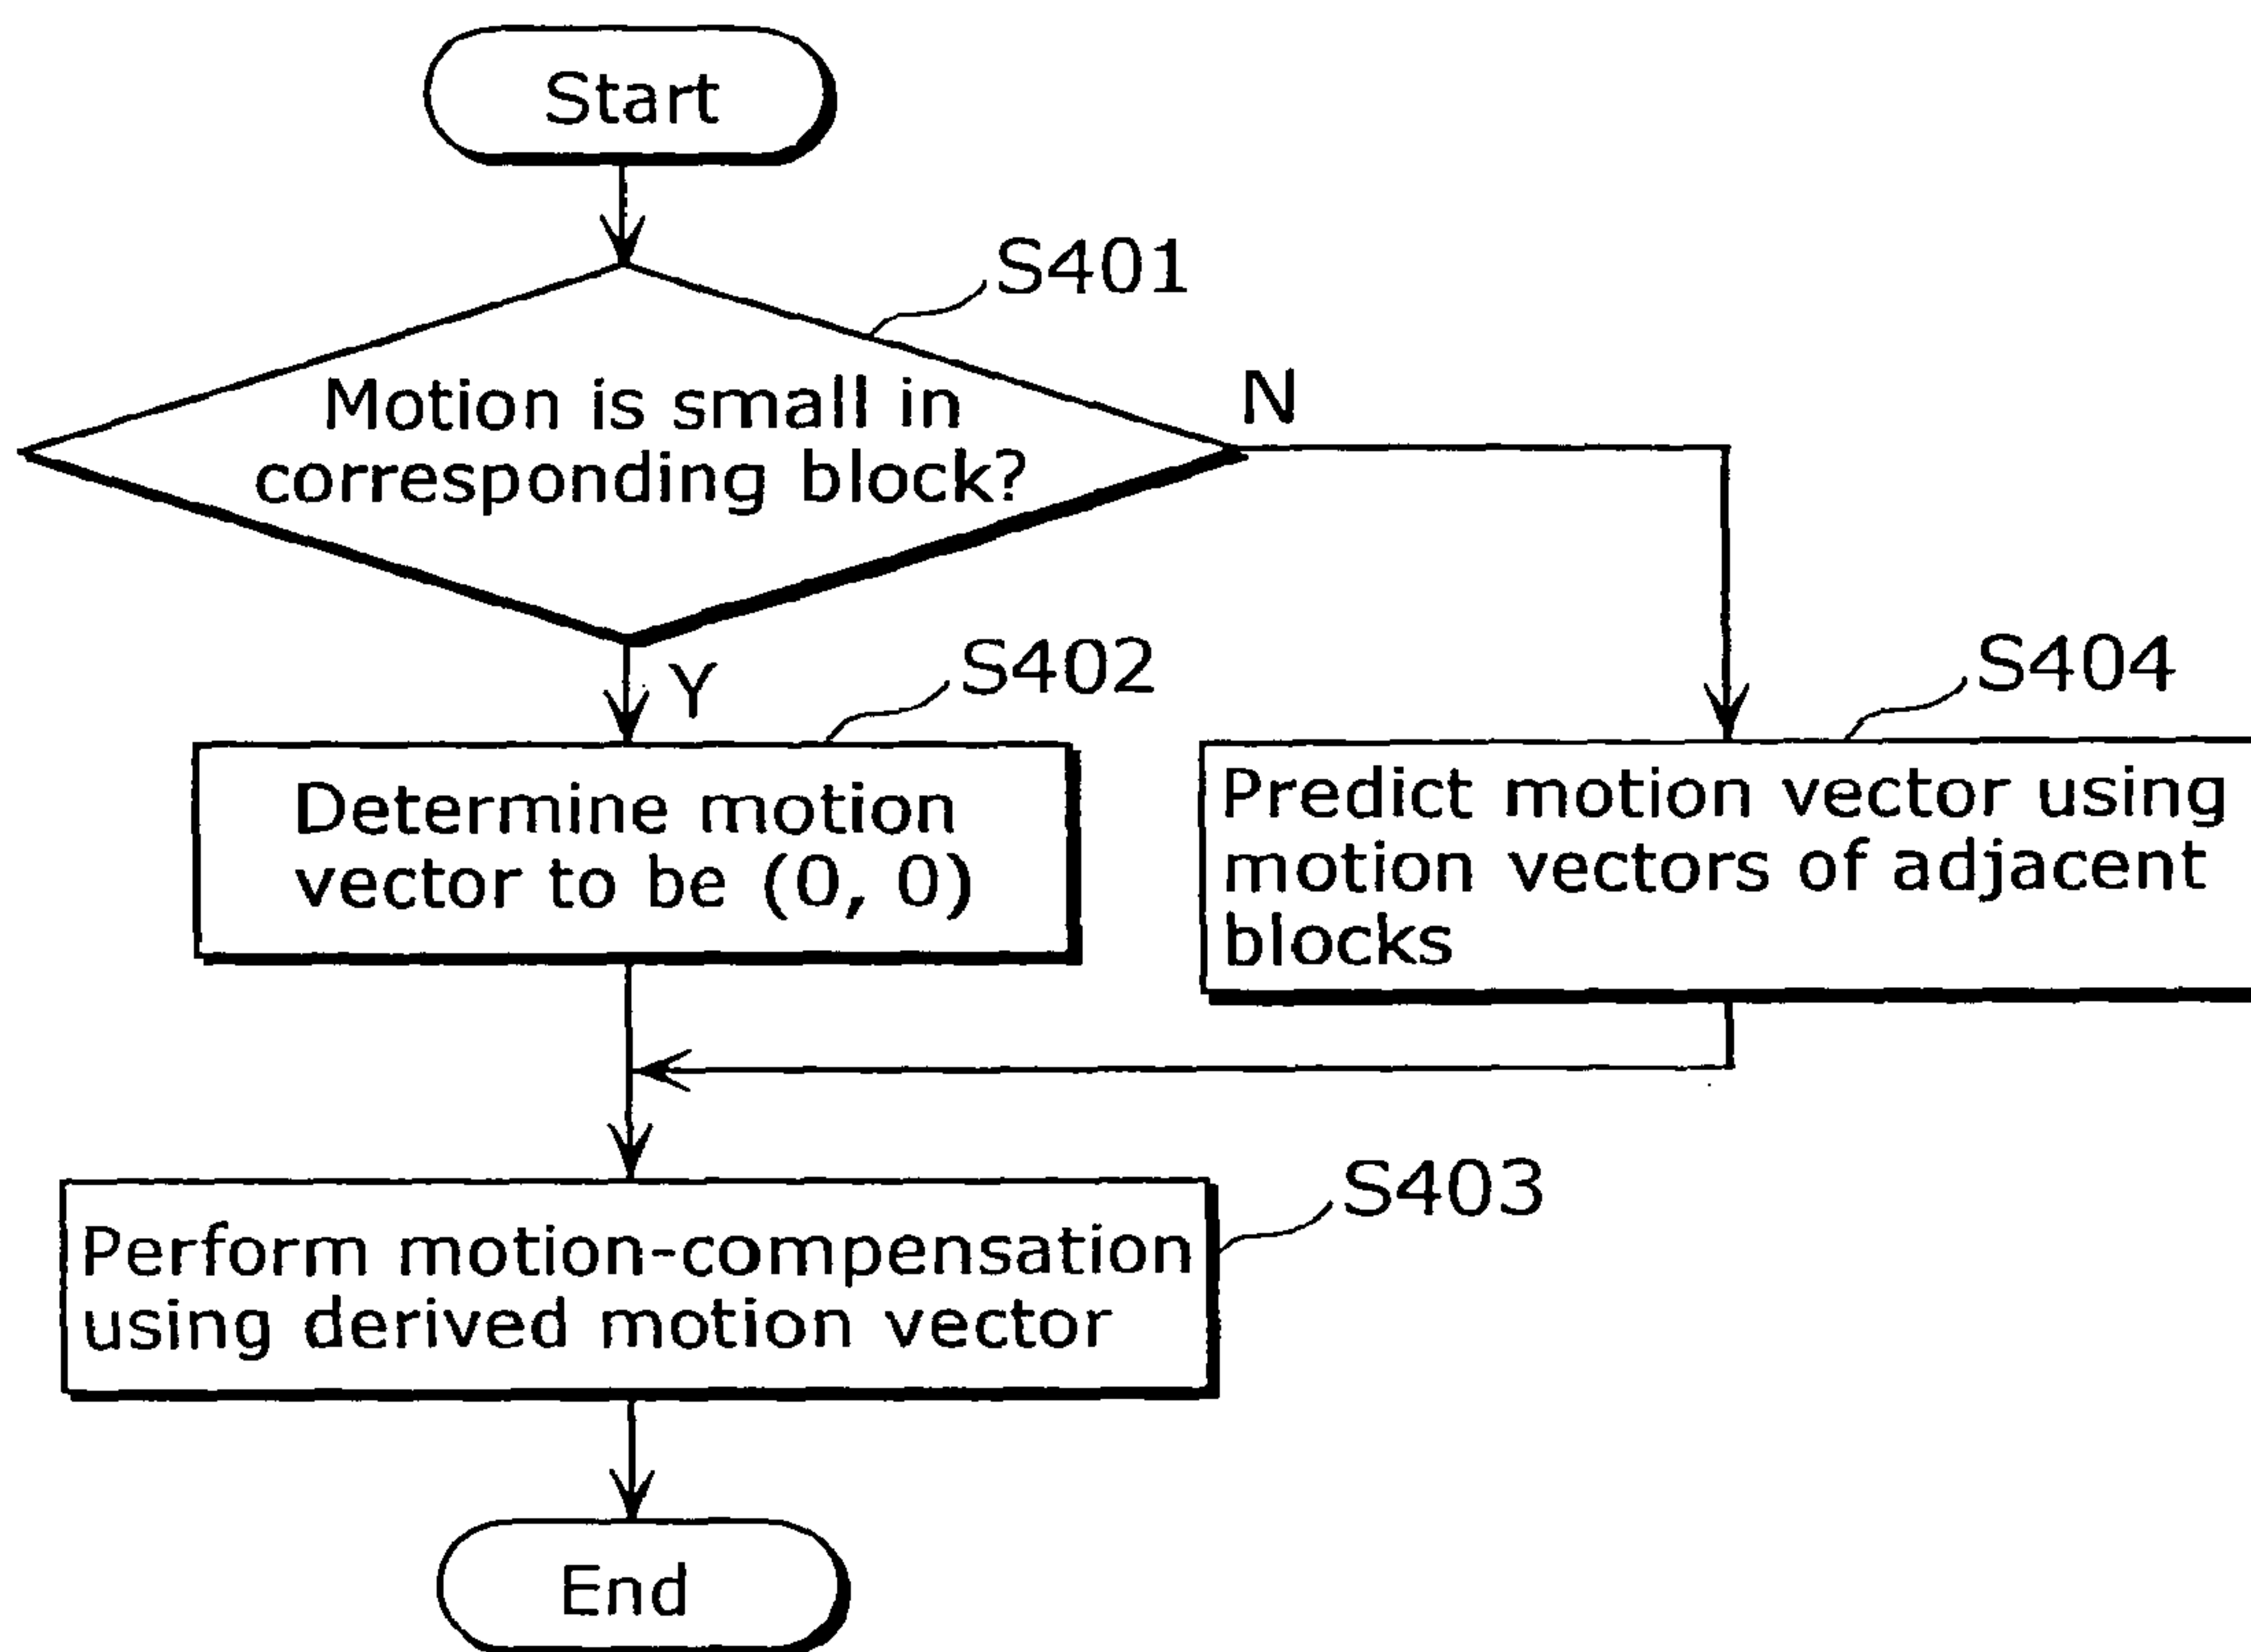 Start
S401
Motion is small in
corresponding block?
N
Y
S402
S404
Determine motion
vector to be (0, 0)
Predict motion vector using
motion vectors of adjacent
blocks
S403
Perform motion-compensation
using derived motion vector
End